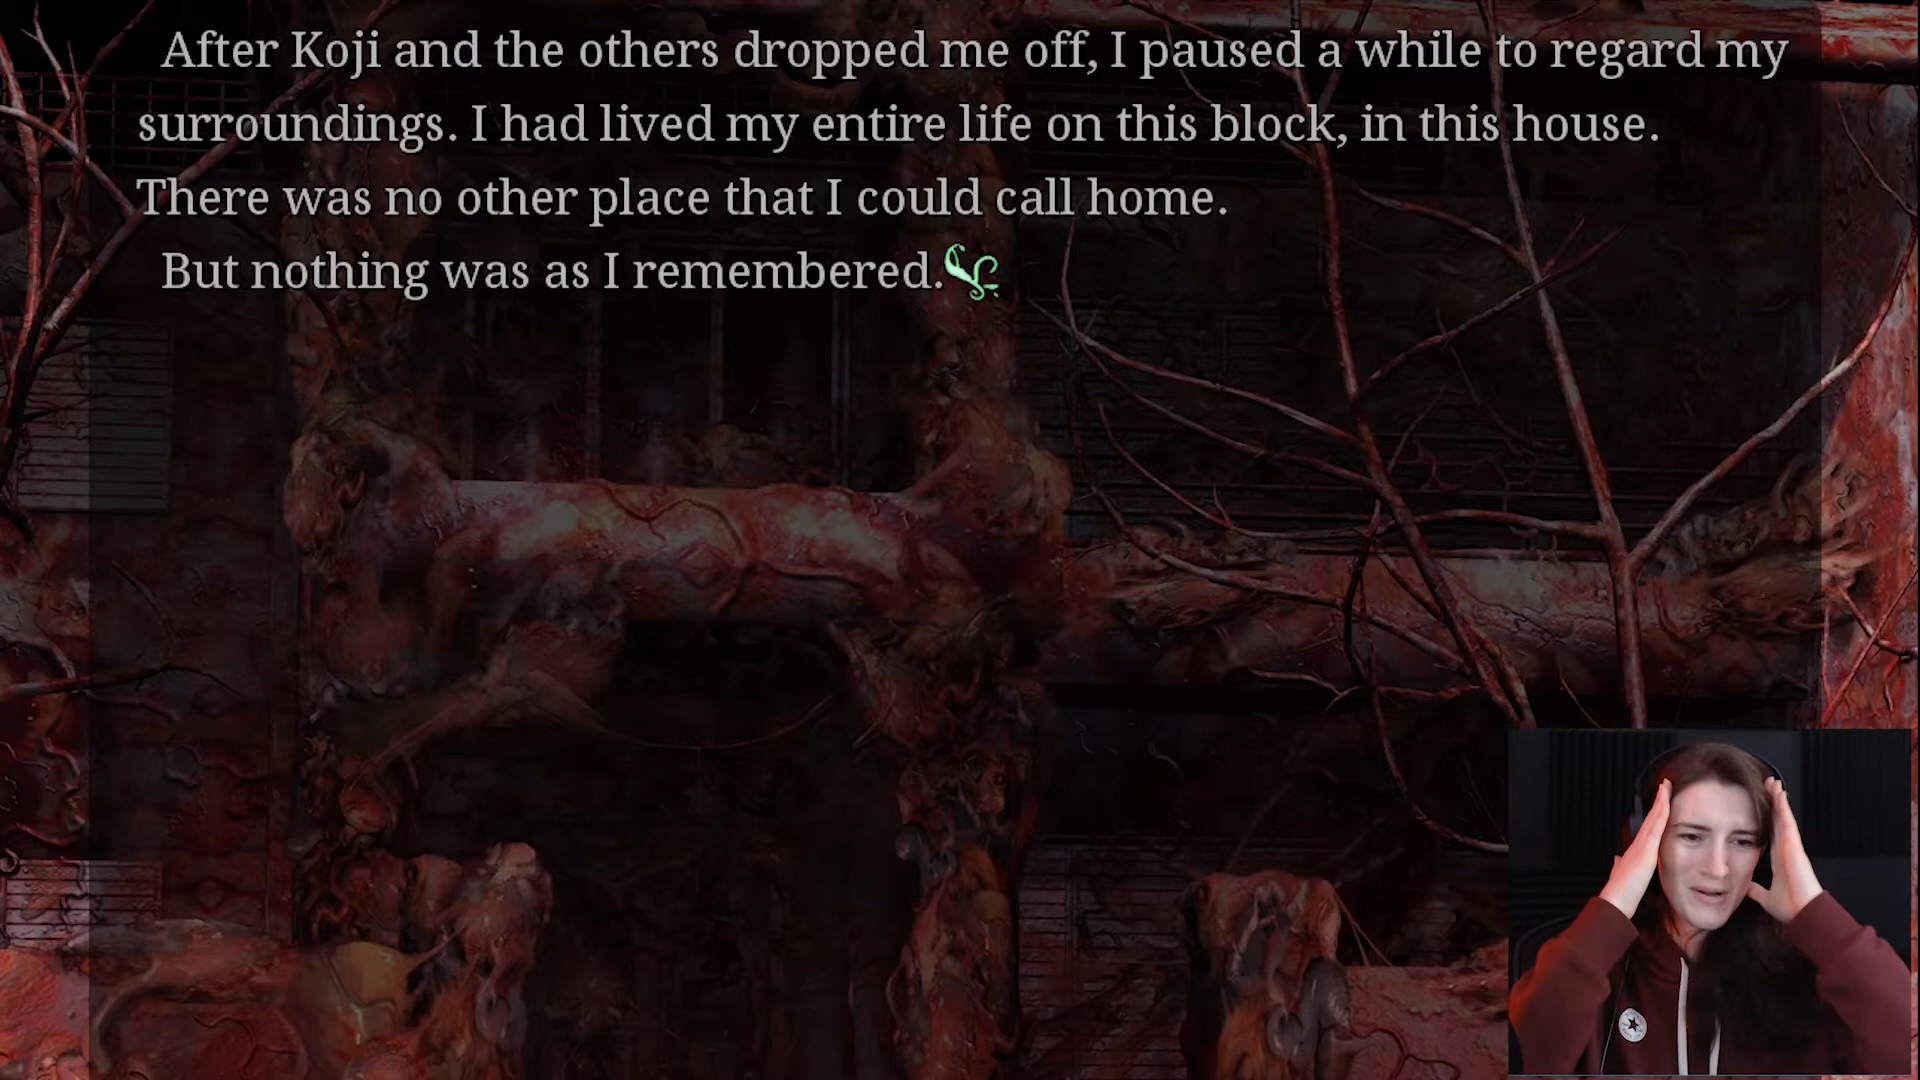 After Koji and the others dropped me off, I paused a while to regard my
surroundings. I had lived my entire life on this block, in this house.
There was no other place that I could call home.
But nothing was as I remembered.